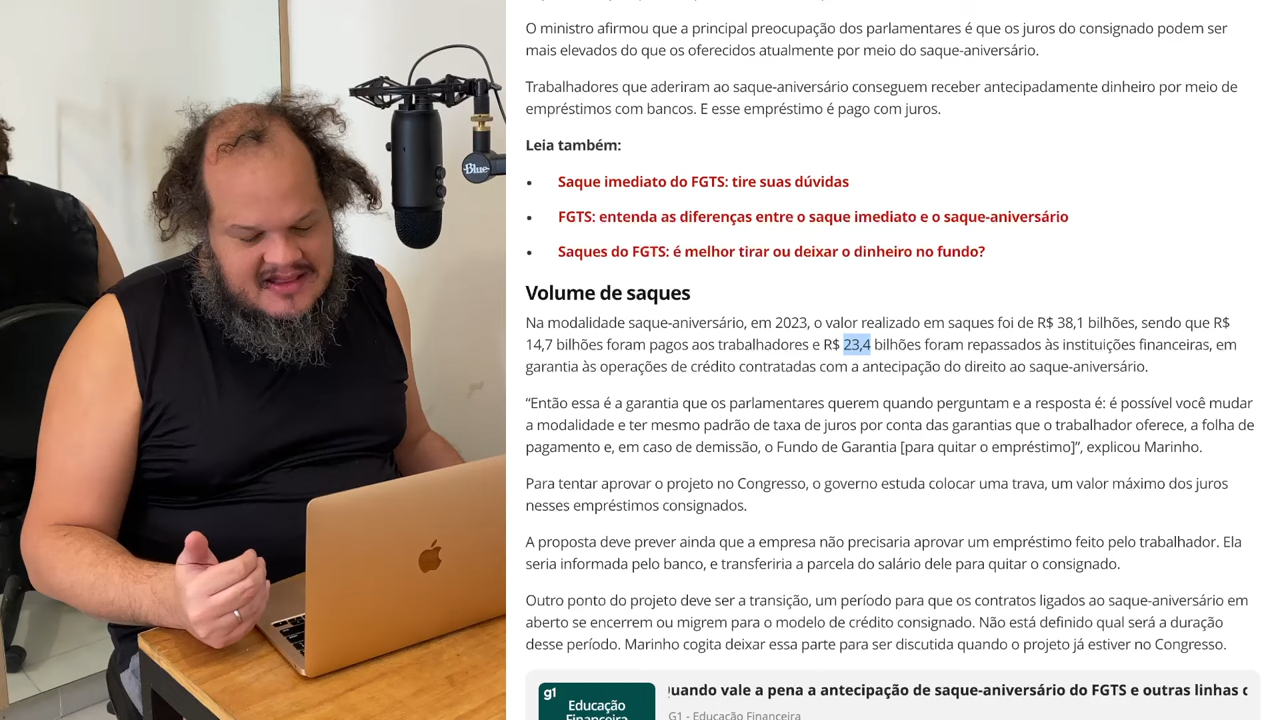 O ministro afirmou que a principal preocupação dos parlamentares é que os juros do consignado podem ser
mais elevados do que os oferecidos atualmente por meio do saque-aniversário.
Trabalhadores que aderiram ao saque-aniversário conseguem receber antecipadamente dinheiro por meio de
empréstimos com bancos. E esse empréstimo é pago com juros.
Leia também:
• Saque imediato do FGTS: tire suas dúvidas
• FGTS: entenda as diferenças entre o saque imediato e o saque-aniversário
• Saques do FGTS: é melhor tirar ou deixar o dinheiro no fundo?
Volume de saques
Na modalidade saque-aniversário, em 2023, o valor realizado em saques foi de R$ 38,1 bilhões, sendo que R$
14,7 bilhões foram pagos aos trabalhadores e R$ 23,4 bilhões foram repassados às instituições financeiras, em
garantia às operações de crédito contratadas com a antecipação do direito ao saque-aniversário.
“Então essa é a garantia que os parlamentares querem quando perguntam e a resposta é: é possível você mudar
a modalidade e ter mesmo padrão de taxa de juros por conta das garantias que o trabalhador oferece, a folha de
pagamento e, em caso de demissão, o Fundo de Garantia [para quitar o empréstimo]”, explicou Marinho.
Para tentar aprovar o projeto no Congresso, o governo estuda colocar uma trava, um valor máximo dos juros
nesses empréstimos consignados.
A proposta deve prever ainda que a empresa não precisaria aprovar um empréstimo feito pelo trabalhador. Ela
seria informada pelo banco, e transferiria a parcela do salário dele para quitar o consignado.
Outro ponto do projeto deve ser a transição, um período para que os contratos ligados ao saque-aniversário em
aberto se encerrem ou migrem para o modelo de crédito consignado. Não está definido qual será a duração
desse período. Marinho cogita deixar essa parte para ser discutida quando o projeto já estiver no Congresso.
g1
Educação
Financeira
uando vale a pena a antecipação de saque-aniversário do FGTS e outras linhas
G1 - Educação Financeira
Blue